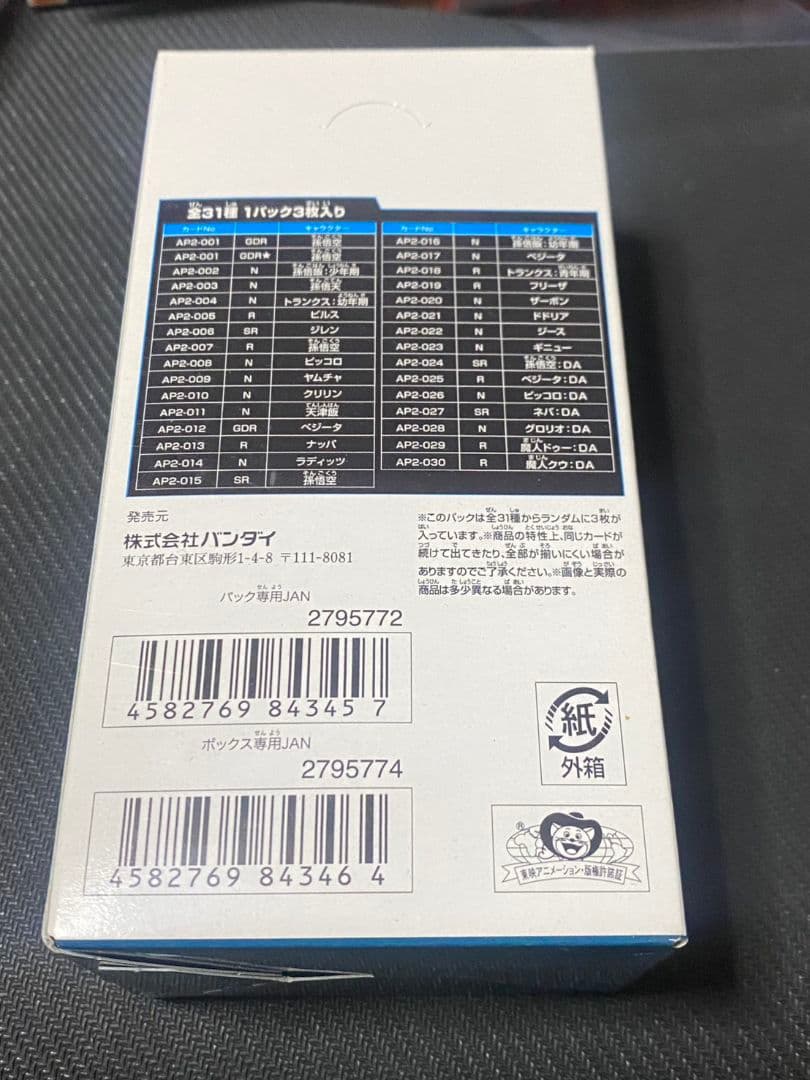 全31種 1パック3枚入り
カードNo キャラクター
AP2-001 GDR 孫悟空
AP2-001 GDR★ 孫悟空
AP2-002 N 孫悟飯:少年期
AP2-003 N 孫悟天
AP2-004 N トランクス:幼年期
AP2-005 R ビルス
AP2-006 SR ジレン
AP2-007 R 孫悟空
AP2-008 N ピッコロ
AP2-009 N ヤムチャ
AP2-010 N クリリン
AP2-011 N 天津飯
AP2-012 GDR ベジータ
AP2-013 R ナッパ
AP2-014 N ラディッツ
AP2-015 SR 孫悟空
カードNo キャラクター
AP2-016 N 孫悟飯:幼年期
AP2-017 N ベジータ
AP2-018 R トランクス:青年期
AP2-019 R フリーザ
AP2-020 N ザーボン
AP2-021 N ドドリア
AP2-022 N ジース
AP2-023 N ギニュー
AP2-024 SR 孫悟空:DA
AP2-025 R ベジータ:DA
AP2-026 N ピッコロ:DA
AP2-027 SR ネバ:DA
AP2-028 N グロリオ:DA
AP2-029 R 魔人ドゥー:DA
AP2-030 R 魔人クウ:DA
発売元
株式会社バンダイ
東京都台東区駒形1-4-8 〒111-8081
※このパックは全31種からランダムに3枚が
入っています。※商品の特性上、同じカードが
続けて出てきたり、全部が揃いにくい場合が
ありますのでご了承ください。※画像と実際の
商品は多少異なる場合があります。
パック専用JAN
2795772
4582769 84345 7
ボックス専用JAN
2795774
4582769 84346 4
紙
外箱
®
東映アニメーション・版権許諾証